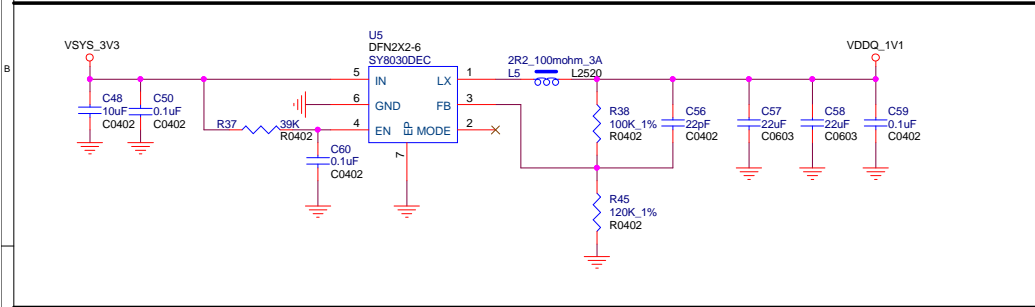 U5
DFN2X2-6
SY8030DEC
VSYS_3V3
2R2_100mohm_3A
VDDQ_1V1
B
5
IN
LX
1
L5
L2520
6
GND
FB
3
4
EN
EP
MODE
2
7
C48
10uF
C0402
C50
0.1uF
C0402
R37
39K
R0402
C60
0.1uF
C0402
R38
100K_1%
R0402
C56
22pF
C0402
C57
22uF
C0603
C58
22uF
C0603
C59
0.1uF
C0402
R45
120K_1%
R0402